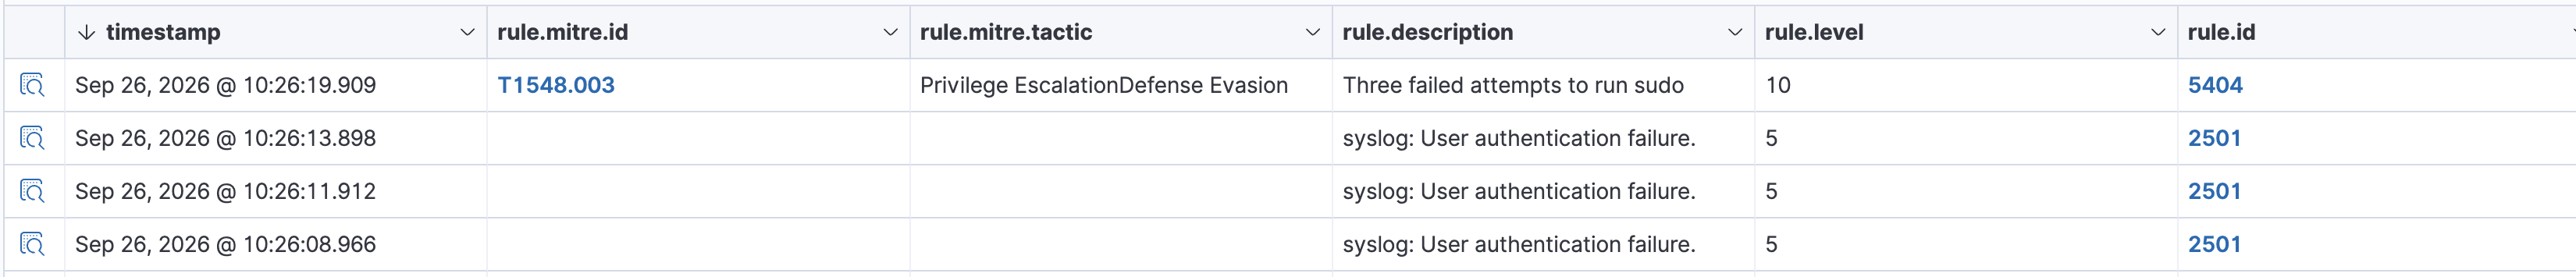 timestamp rule.mitre.id rule.mitre.tactic rule.description rule.level rule.id
Sep 26, 2026 @ 10:26:19.909 T1548.003 Privilege EscalationDefense Evasion Three failed attempts to run sudo 10 5404
Sep 26, 2026 @ 10:26:13.898 syslog: User authentication failure. 5 2501
Sep 26, 2026 @ 10:26:11.912 syslog: User authentication failure. 5 2501
Sep 26, 2026 @ 10:26:08.966 syslog: User authentication failure. 5 2501